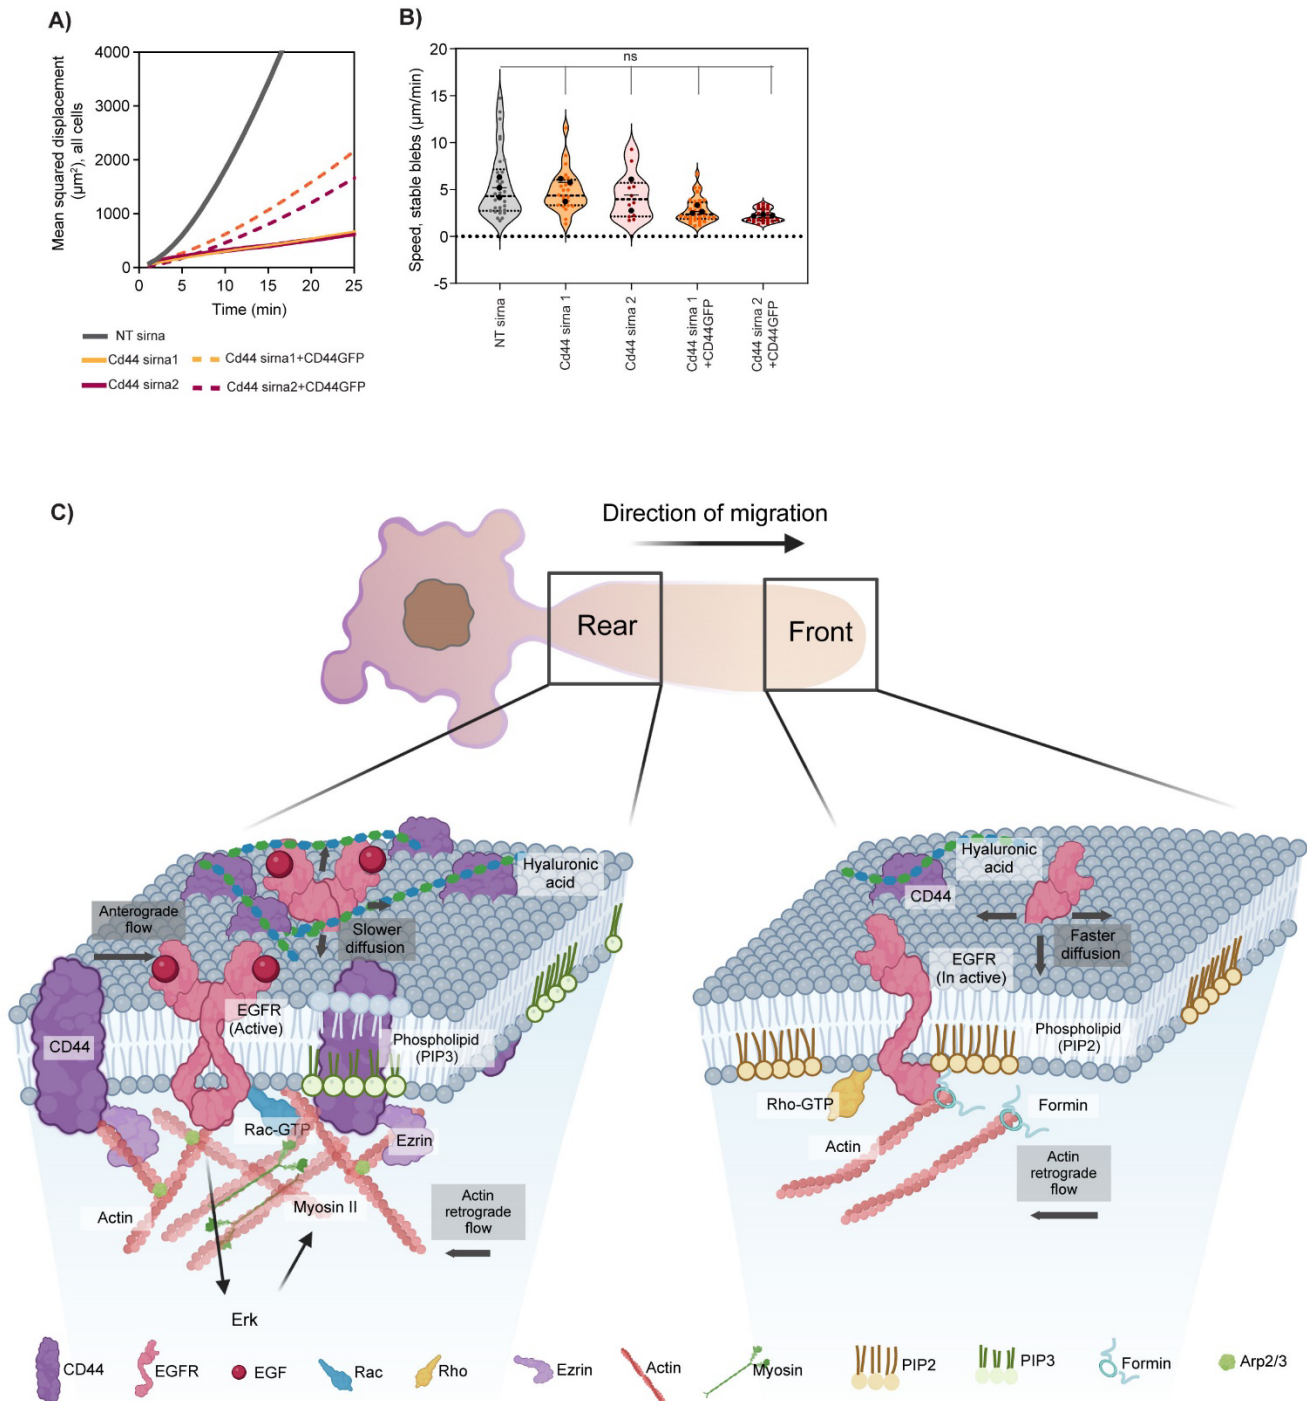 A)
Mean squared displacement
(µm²), all cells
4000
3000
2000
1000
0
0
5
10
15
20
25
Time (min)
NT sirna
Cd44 sirna1
Cd44 sirna1+CD44GFP
Cd44 sirna2
Cd44 sirna2+CD44GFP
B)
Speed, stable blebs (µm/min)
20
15
10
5
0
-5
ns
NT sirna
Cd44 sirna 1
Cd44 sirna 2
Cd44 sirna 1
+CD44GFP
Cd44 sirna 2
+CD44GFP
C)
Direction of migration
Rear
Front
Hyaluronic
acid
Anterograde
flow
Slower
diffusion
EGFR
(Active)
CD44
Phospholipid
(PIP3)
Rac-GTP
Ezrin
Actin
Myosin II
Actin
retrograde
flow
Erk
Hyaluronic
acid
CD44
Faster
diffusion
EGFR
(In active)
Phospholipid
(PIP2)
Rho-GTP
Formin
Actin
Actin
retrograde
flow
CD44
EGFR
EGF
Rac
Rho
Ezrin
Actin
Myosin
PIP2
PIP3
Formin
Arp2/3